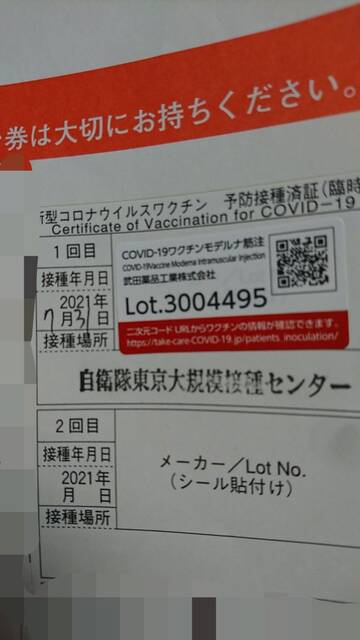 券は大切にお持ちください。
型コロナウイルスワクチン 予防接種済証(臨時
Certificate of Vaccination for COVID-19
1回目
COVID-19ワクチンモデルナ筋注
COVID-19Vaccine Moderna Intramuscular Injection
武田薬品工業株式会社
Lot.3004495
二次元コード URLからワクチンの情報が確認できます。
https://take-care-COVID-19.jp/patients_inoculation/
接種年月日
2021年
7月31日
接種場所
自衛隊東京大規模接種センター
2回目
メーカー/Lot No.
(シール貼付け)
接種年月日
2021年
月 日
接種場所